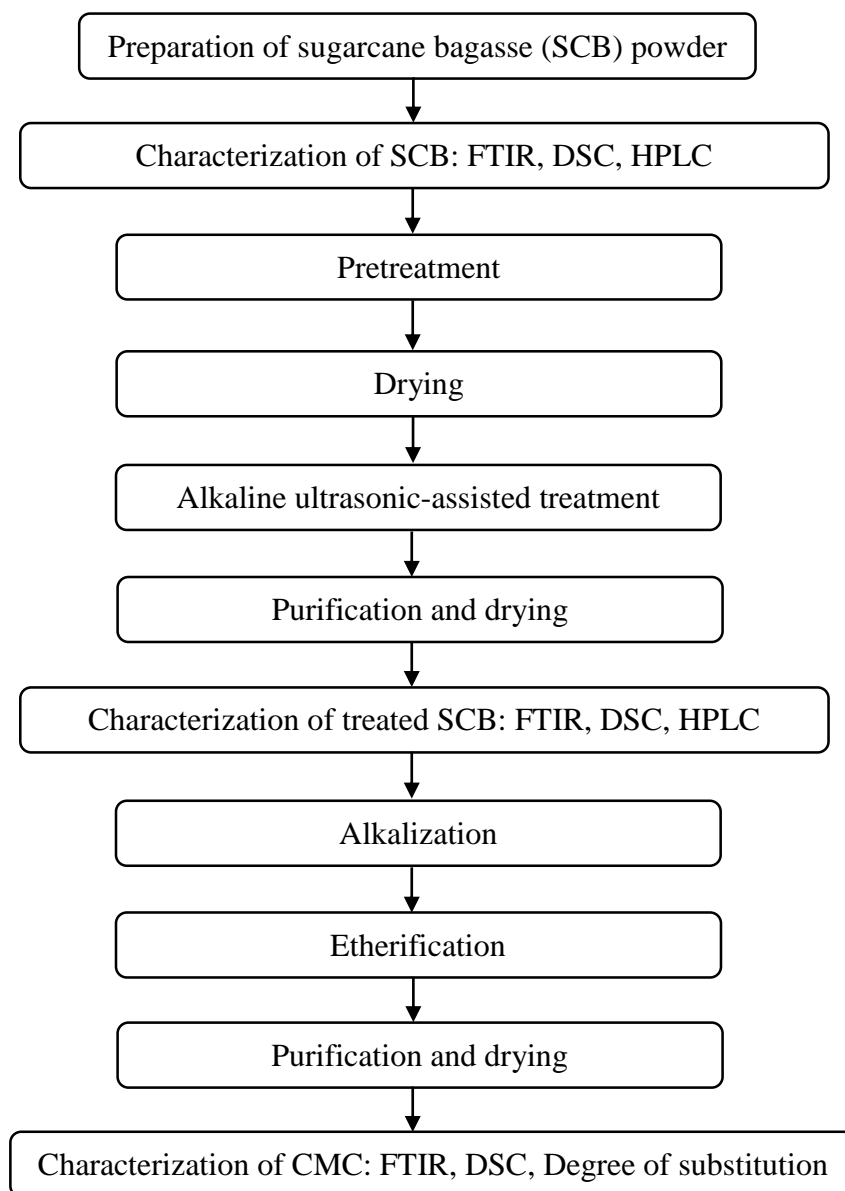 Preparation of sugarcane bagasse (SCB) powder
Characterization of SCB: FTIR, DSC, HPLC
Pretreatment
Drying
Alkaline ultrasonic-assisted treatment
Purification and drying
Characterization of treated SCB: FTIR, DSC, HPLC
Alkalization
Etherification
Purification and drying
Characterization of CMC: FTIR, DSC, Degree of substitution